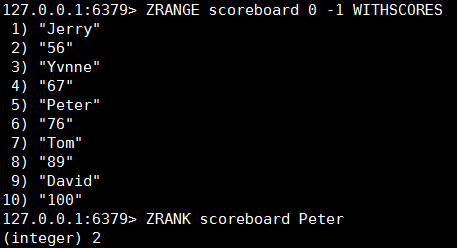 127.0.0.1:6379> ZRANGE scoreboard 0 -1 WITHSCORES
1) "Jerry"
2) "56"
3) "Yvnne"
4) "67"
5) "Peter"
6) "76"
7) "Tom"
8) "89"
9) "David"
10) "100"
127.0.0.1:6379> ZRANK scoreboard Peter
(integer) 2